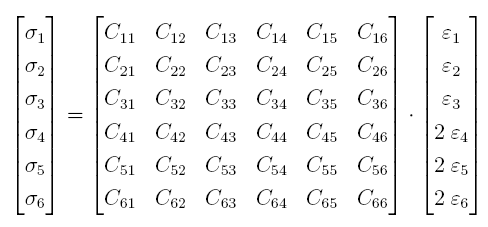 σ₁ C₁₁ C₁₂ C₁₃ C₁₄ C₁₅ C₁₆ ε₁
σ₂ C₂₁ C₂₂ C₂₃ C₂₄ C₂₅ C₂₆ ε₂
σ₃ C₃₁ C₃₂ C₃₃ C₃₄ C₃₅ C₃₆ ε₃
σ₄ = C₄₁ C₄₂ C₄₃ C₄₄ C₄₅ C₄₆ · 2 ε₄
σ₅ C₅₁ C₅₂ C₅₃ C₅₄ C₅₅ C₅₆ 2 ε₅
σ₆ C₆₁ C₆₂ C₆₃ C₆₄ C₆₅ C₆₆ 2 ε₆